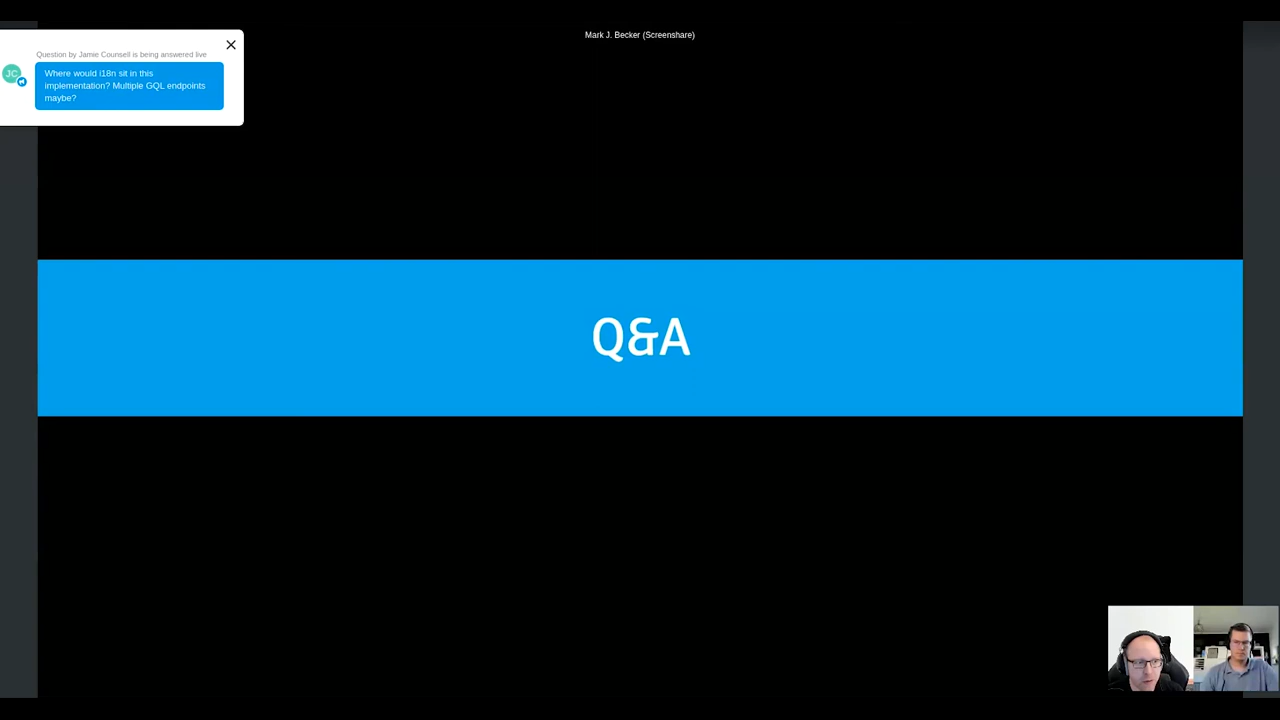 Mark J. Becker (Screenshare)
Question by Jamie Counsell is being answered live
JC
Where would i18n sit in this
implementation? Multiple GQL endpoints
maybe?
Q&A